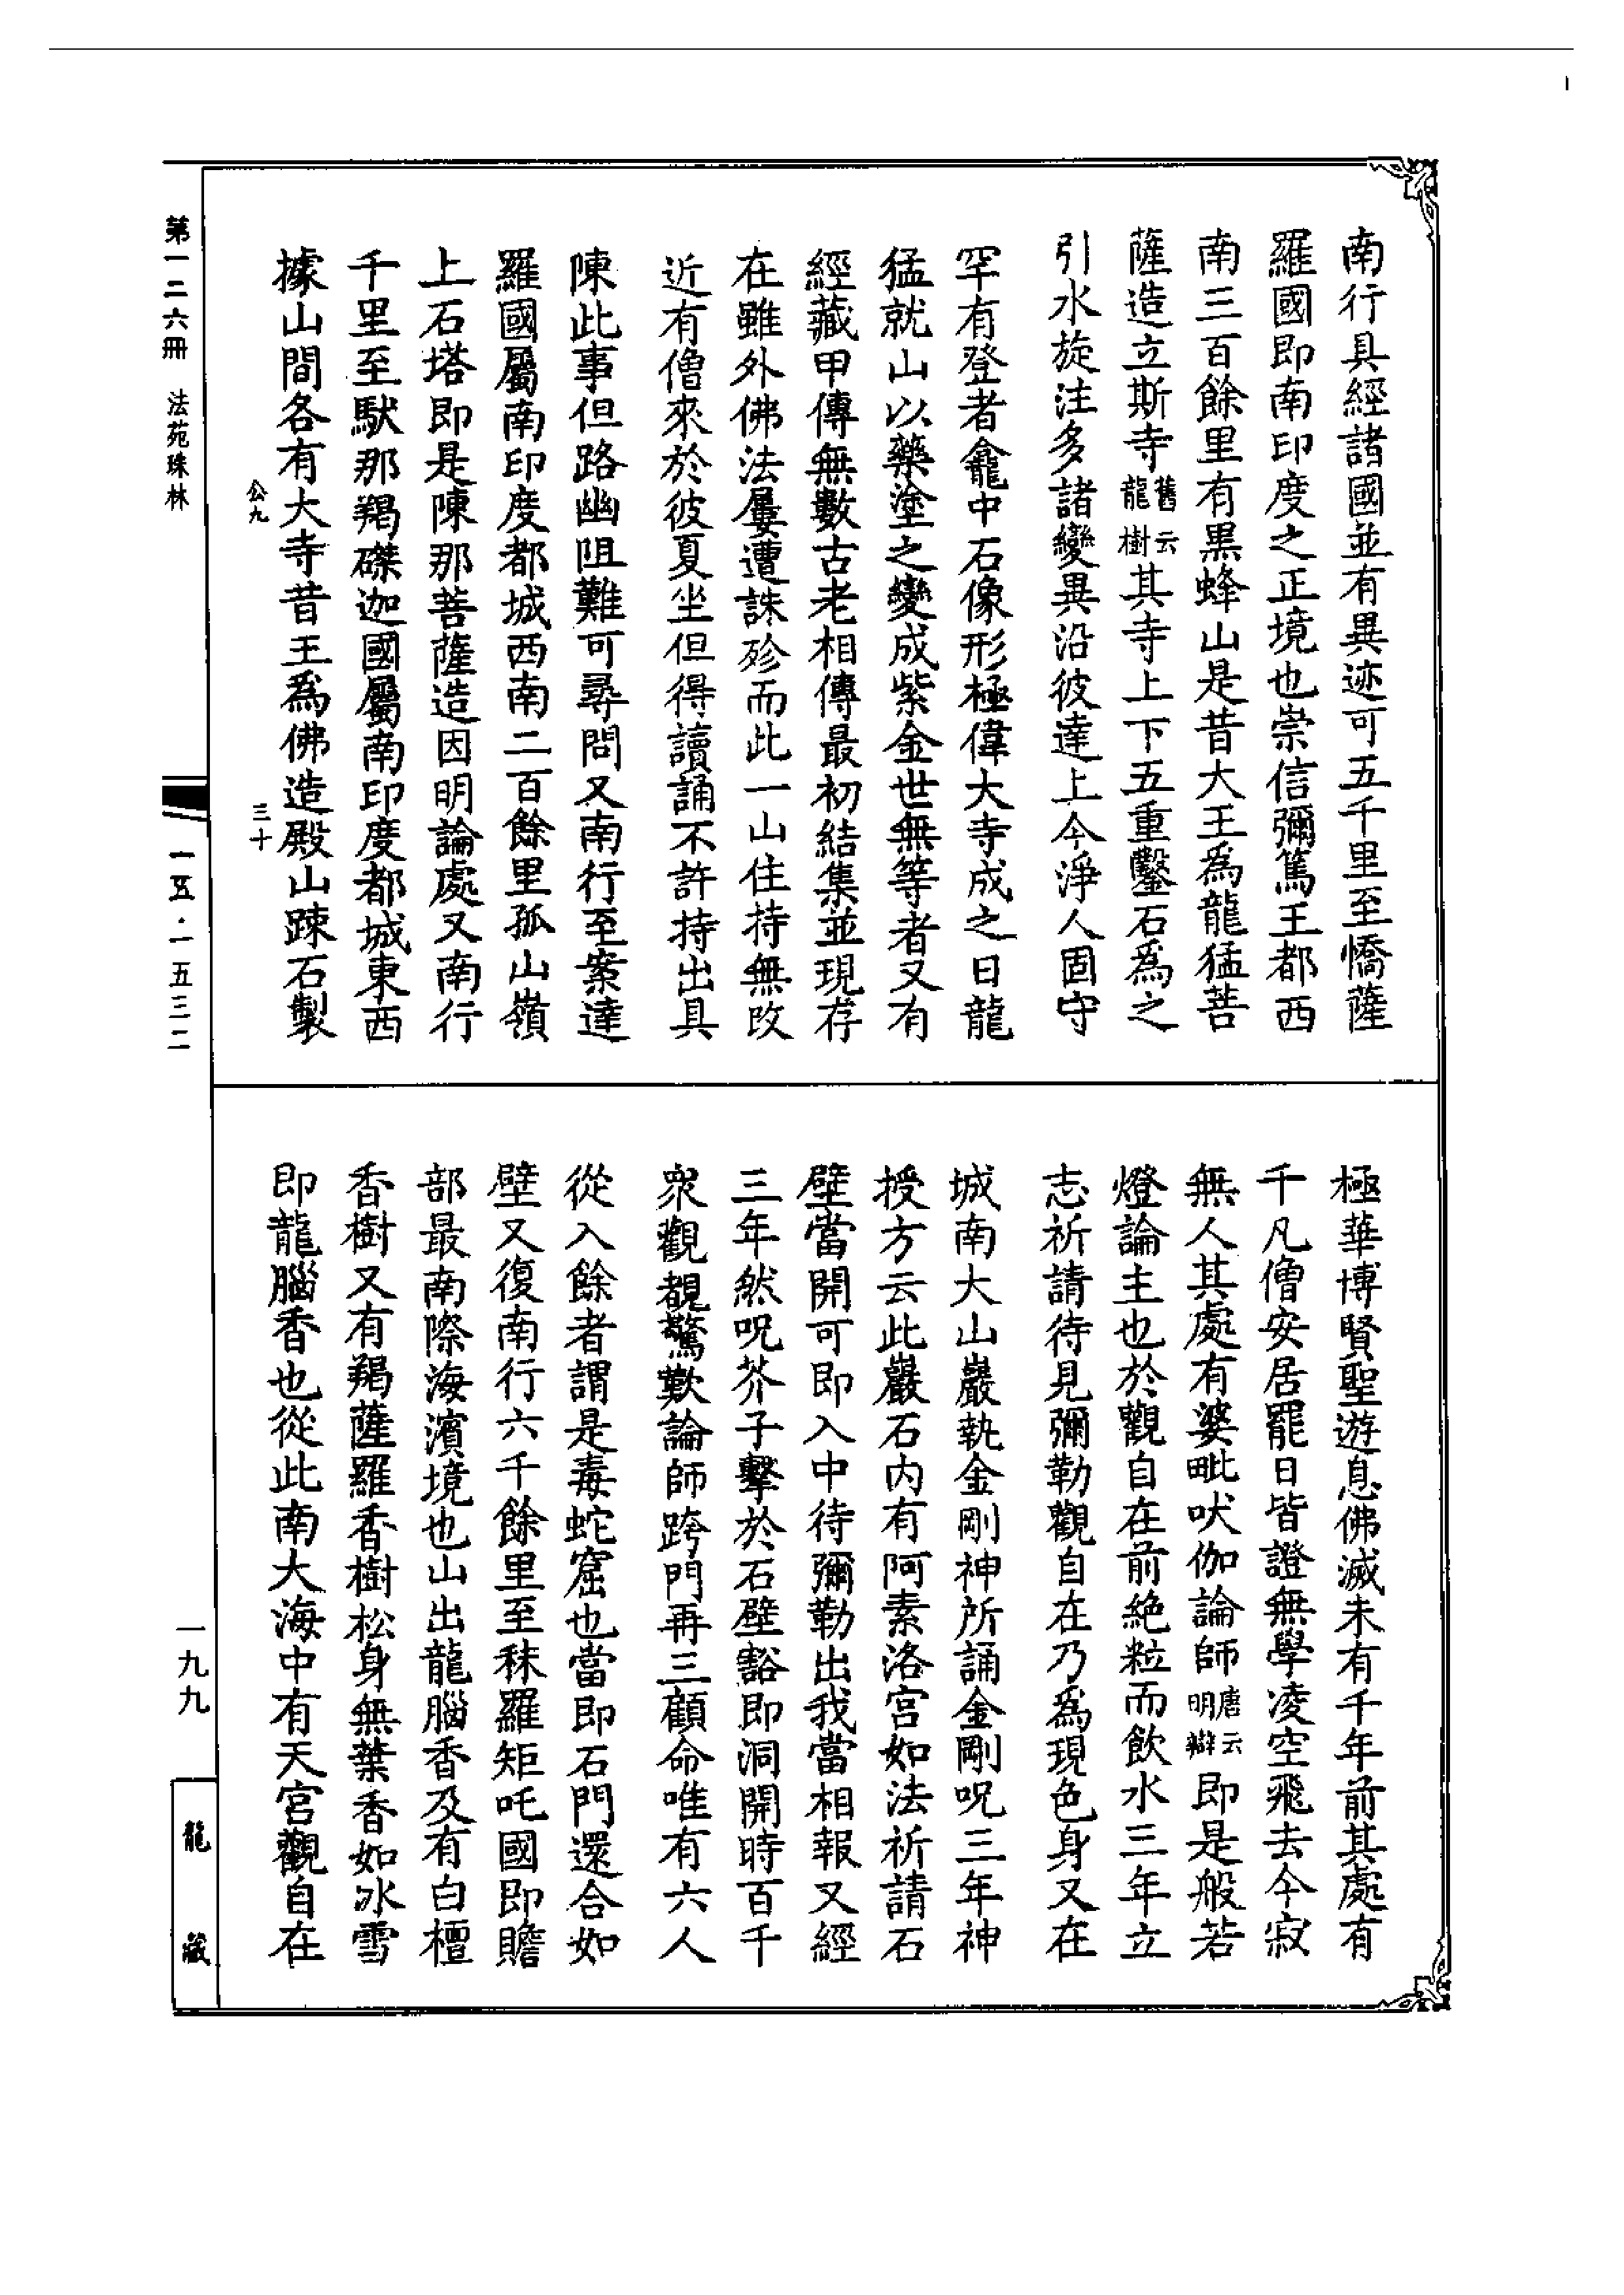 南行具經諸國並有異迹可五千里至憍薩
羅國即南印度之正境也崇信彌篤王都西
南三百餘里有黒蜂山是昔大王為龍猛菩
薩造立斯寺舊云龍樹其寺上下五重鑿石為之
引水旋注多諸變異沿彼達上今淨人固守
罕有登者龕中石像形極偉大寺成之日龍
猛就山以藥塗之變成紫金世無等者又有
經藏甲傳無數古老相傳最初結集並現存
在雖外佛法屢遭誅殄而此一山住持無改
近有僧來於彼夏坐但得讀誦不許持出具
陳此事但路幽阻難可尋問又南行至案達
羅國屬南印度都城西南二百餘里孤山嶺
上石塔即是陳那菩薩造因明論處又南行
千里至馱那羯磔迦國屬南印度都城東西
據山間各有大寺昔王為佛造殿山踈石製
公九
三十
極華博賢聖遊息佛滅未有千年前其處有
千凡僧安居罷日皆證無學凌空飛去今寂
無人其處有婆毗吠伽論師唐云明辯即是般若
燈論主也於觀自在前絶粒而飲水三年立
志祈請待見彌勒觀自在乃為現色身又在
城南大山巖執金剛神所誦金剛呪三年神
授方云此巖石内有阿素洛宫如法祈請石
壁當開可即入中待彌勒出我當相報又經
三年然呪芥子擊於石壁豁即洞開時百千
衆觀覩驚歎論師跨門再三顧命唯有六人
從入餘者謂是毒蛇窟也當即石門還合如
壁又復南行六千餘里至秣羅矩吒國即贍
部最南際海濱境也山出龍腦香及有白檀
香樹又有羯薩羅香樹松身無葉香如冰雪
即龍腦香也從此南大海中有天宫觀自在
第一二六冊　法苑珠林
一五·一五三二
一九九
龍藏